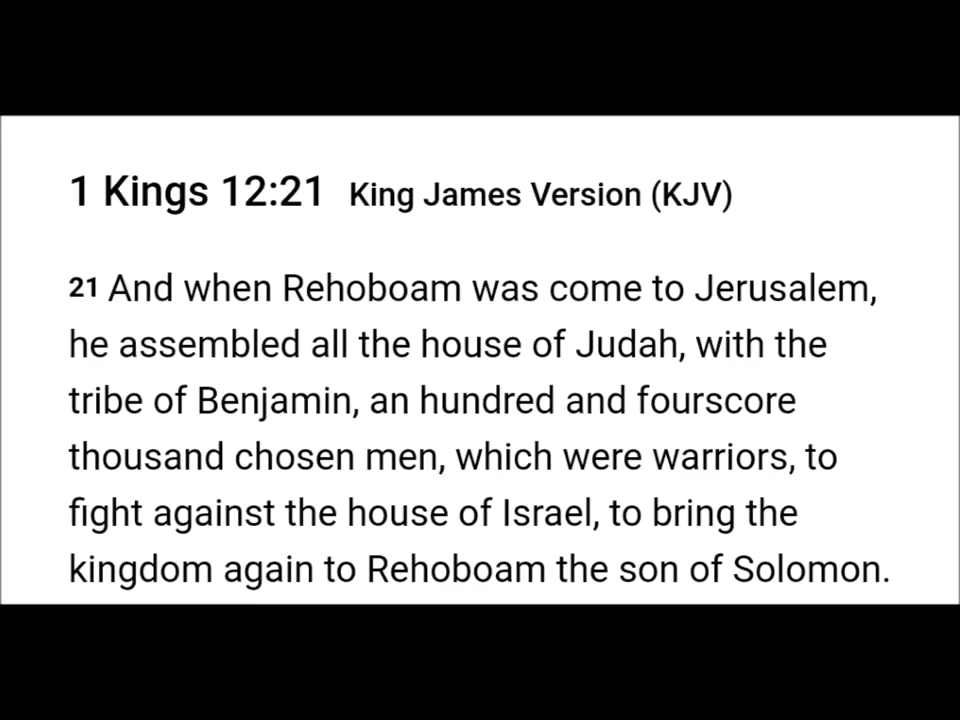 1 Kings 12:21 King James Version (KJV)
21 And when Rehoboam was come to Jerusalem,
he assembled all the house of Judah, with the
tribe of Benjamin, an hundred and fourscore
thousand chosen men, which were warriors, to
fight against the house of Israel, to bring the
kingdom again to Rehoboam the son of Solomon.